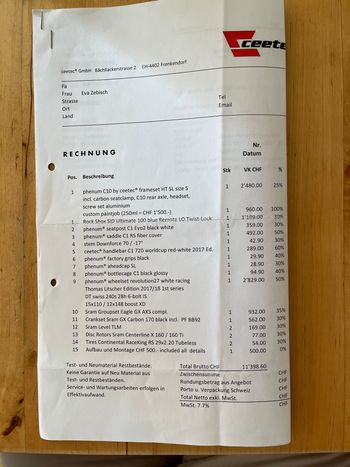 ceete
ceetec® GmbH Bächliackerstrasse 2 CH-4402 Frenkendorf
Fa
Frau Eva Zebisch
Strasse
Ort
Land
Tel
Email
RECHNUNG
Nr.
Datum
Pos. Beschreibung Stk VK CHF %
1 phenum C10 by ceetec® frameset HT SL size S 1 2'480.00 25%
incl. carbon seatclamp, C10 rear axle, headset,
screw set aluminium
custom paintjob (250ml = CHF 1'500.-) 1 960.00 100%
1 Rock Shox SID Ultimate 100 blue Remote LO Twist-Lock 1 1'109.00 30%
2 phenum® seatpost C1 Evo2 black white 1 359.00 30%
3 phenum® saddle C1 RS fiber cover 1 492.00 50%
4 stem Downforce 70 / -17° 1 42.90 30%
5 ceetec® handlebar C1 720 worldcup red-white 2017 Ed. 1 289.00 60%
6 phenum® factory grips black 1 29.90 40%
7 phenum® aheadcap SL 1 28.90 30%
8 phenum® bottlecage C1 black glossy 1 94.90 40%
9 phenum® wheelset revolution27 white racing 1 2'829.00 50%
Thomas Litscher Edition 2017/18 1st series
DT swiss 240s 28h 6-bolt IS
15x110 / 12x148 boost XD
10 Sram Groupset Eagle GX AXS compl. 1 932.00 35%
11 Crankset Sram GX Carbon 170 black incl. PF BB92 1 562.00 30%
12 Sram Level TLM 2 169.00 30%
13 Disc Rotors Sram Centerline X 160 / 160 Ti 2 77.00 30%
14 Tires Continental RaceKing RS 29x2.20 Tubeless 2 54.00 30%
15 Aufbau und Montage CHF 500.- included all details 1 500.00 0%
Test- und Neumaterial Restbestände. Total Brutto CHF 11'398.60
Keine Garantie auf Neu Material aus Zwischensumme CHF
Test- und Restbeständen. Rundungsbetrag aus Angebot CHF
Service- und Wartungsarbeiten erfolgen in Porto u. Verpackung Schweiz CHF
Effektivaufwand. Total Netto exkl. MwSt. CHF
MwSt. 7.7% CHF